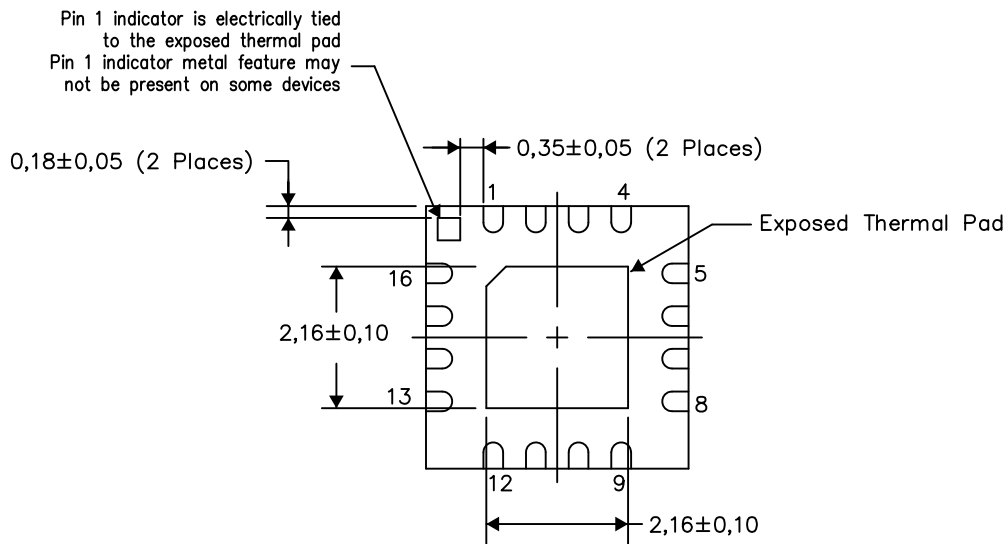 Pin 1 indicator is electrically tied
to the exposed thermal pad
Pin 1 indicator metal feature may
not be present on some devices
0,18±0,05 (2 Places)
0,35±0,05 (2 Places)
1
4
Exposed Thermal Pad
16
5
2,16±0,10
13
8
12
9
2,16±0,10